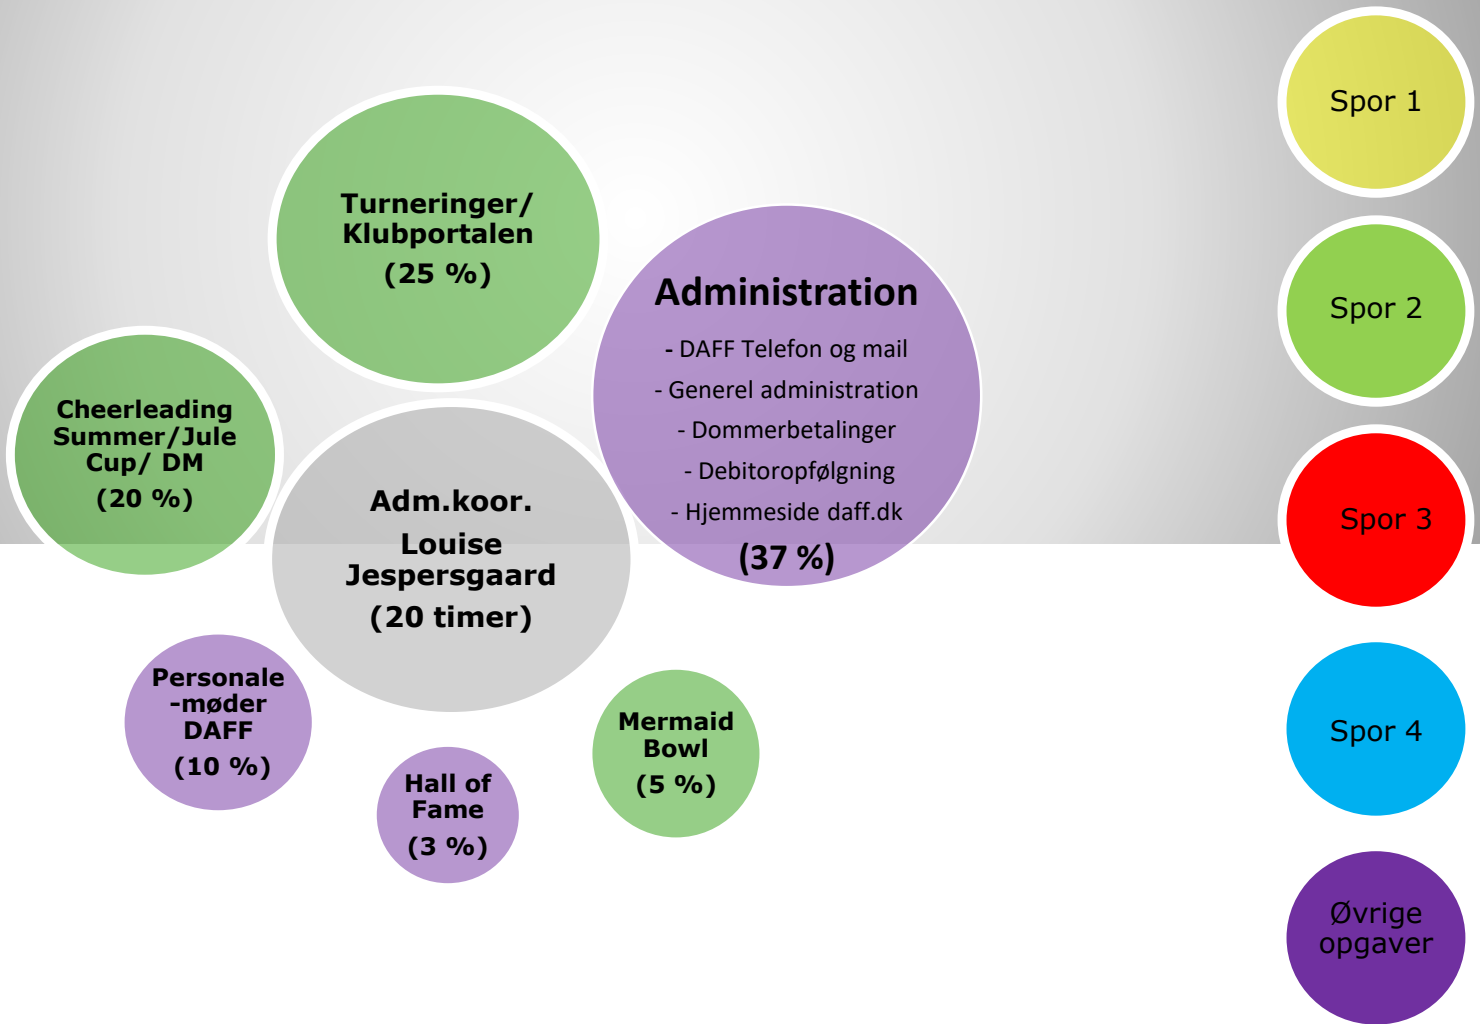 Turneringer/
Klubportalen
(25 %)
Administration
- DAFF Telefon og mail
- Generel administration
- Dommerbetalinger
- Debitoropfølgning
- Hjemmeside daff.dk
(37 %)
Cheerleading
Summer/Jule
Cup/ DM
(20 %)
Adm.koor.
Louise
Jespersgaard
(20 timer)
Personale
-møder
DAFF
(10 %)
Hall of
Fame
(3 %)
Mermaid
Bowl
(5 %)
Spor 1
Spor 2
Spor 3
Spor 4
Øvrige
opgaver